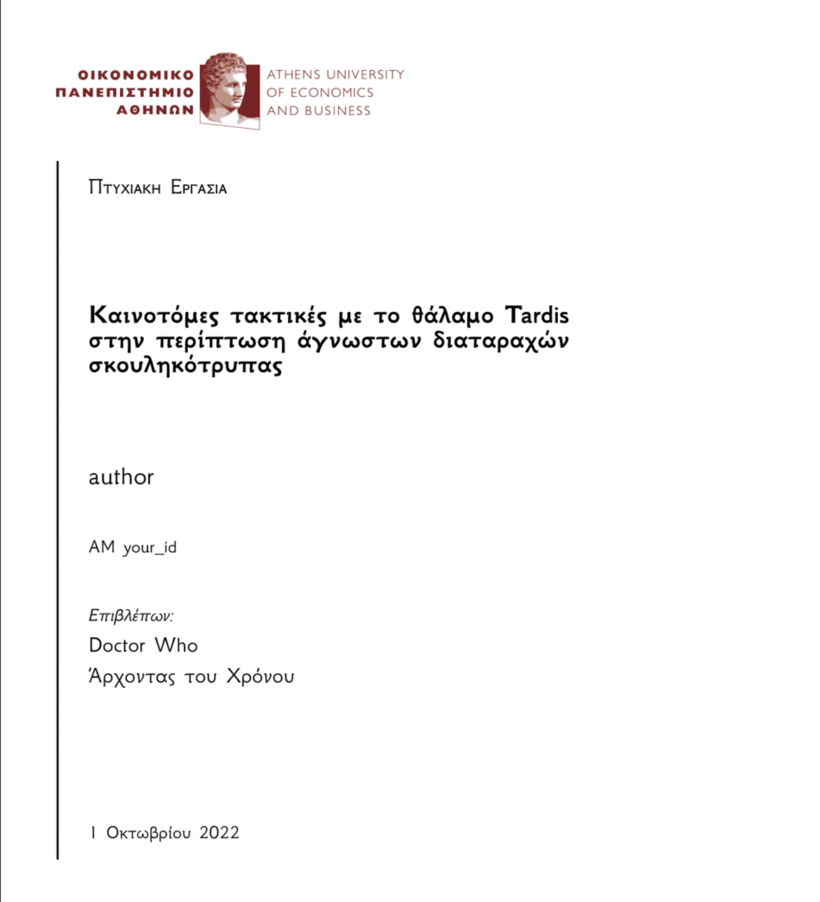 ΟΙΚΟΝΟΜΙΚΟ
ΠΑΝΕΠΙΣΤΗΜΙΟ
ΑΘΗΝΩΝ
ATHENS UNIVERSITY
OF ECONOMICS
AND BUSINESS
Πτυχιακη Εργασια
Καινοτόμες τακτικές με το θάλαμο Tardis
στην περίπτωση άγνωστων διαταραχών
σκουληκότρυπας
author
ΑΜ your_id
Επιβλέπων:
Doctor Who
Άρχοντας του Χρόνου
1 Οκτωβρίου 2022